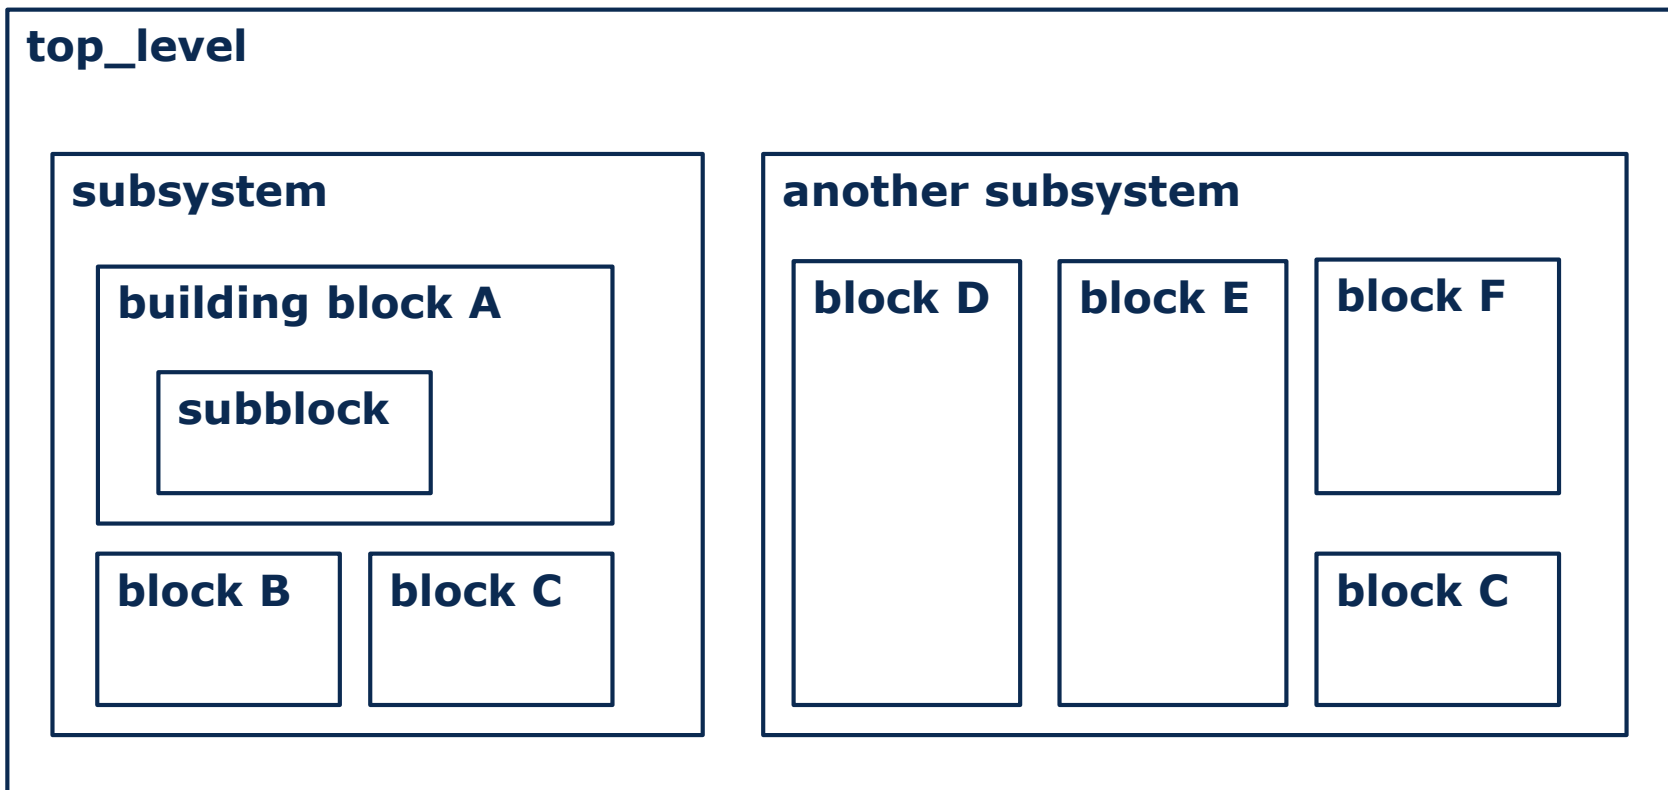 top_level
subsystem
building block A
subblock
block B
block C
another subsystem
block D
block E
block F
block C